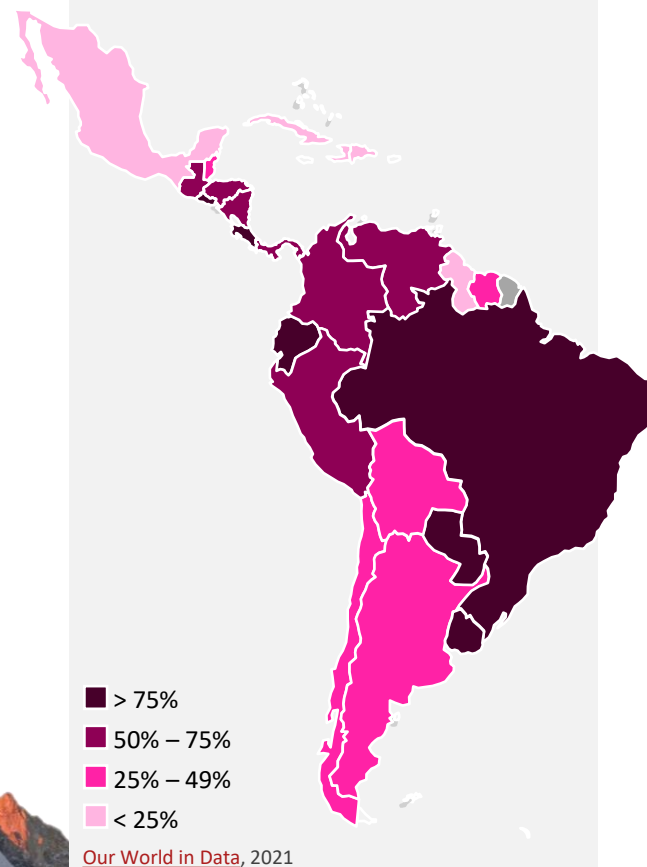 > 75%
50% – 75%
25% – 49%
< 25%
Our World in Data, 2021